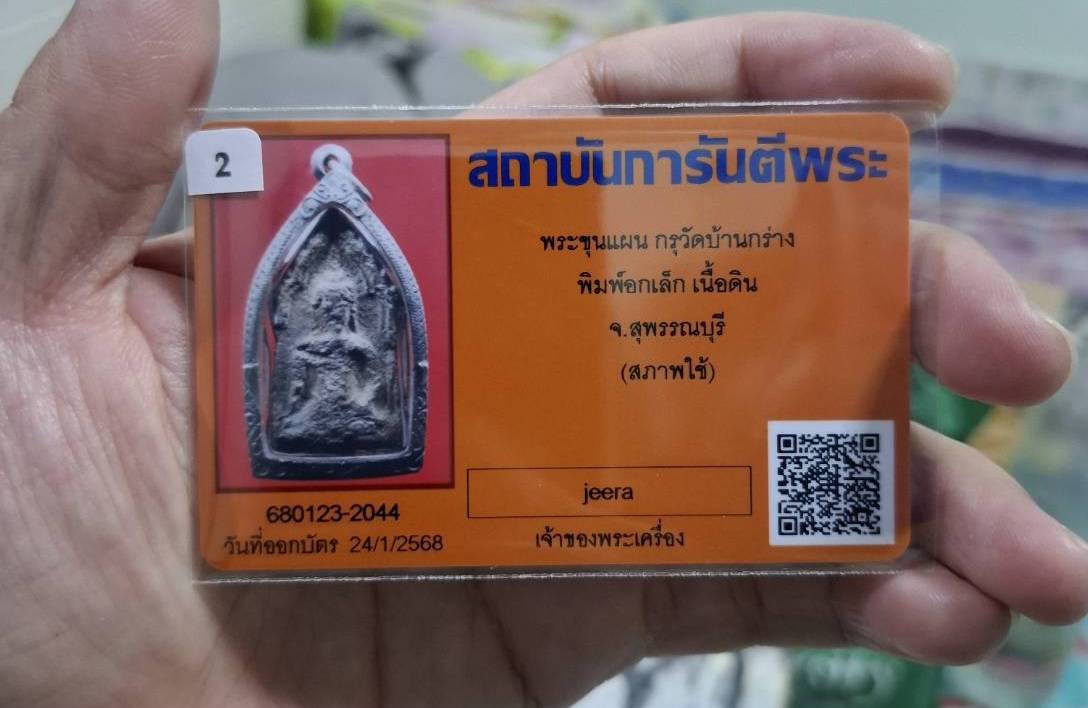 2
สถาบันการันตีพระ
พระขุนแผน กรุวัดบ้านกร่าง
พิมพ์อกเล็ก เนื้อดิน
จ.สุพรรณบุรี
(สภาพใช้)
jeera
เจ้าของพระเครื่อง
680123-2044
วันที่ออกบัตร 24/1/2568